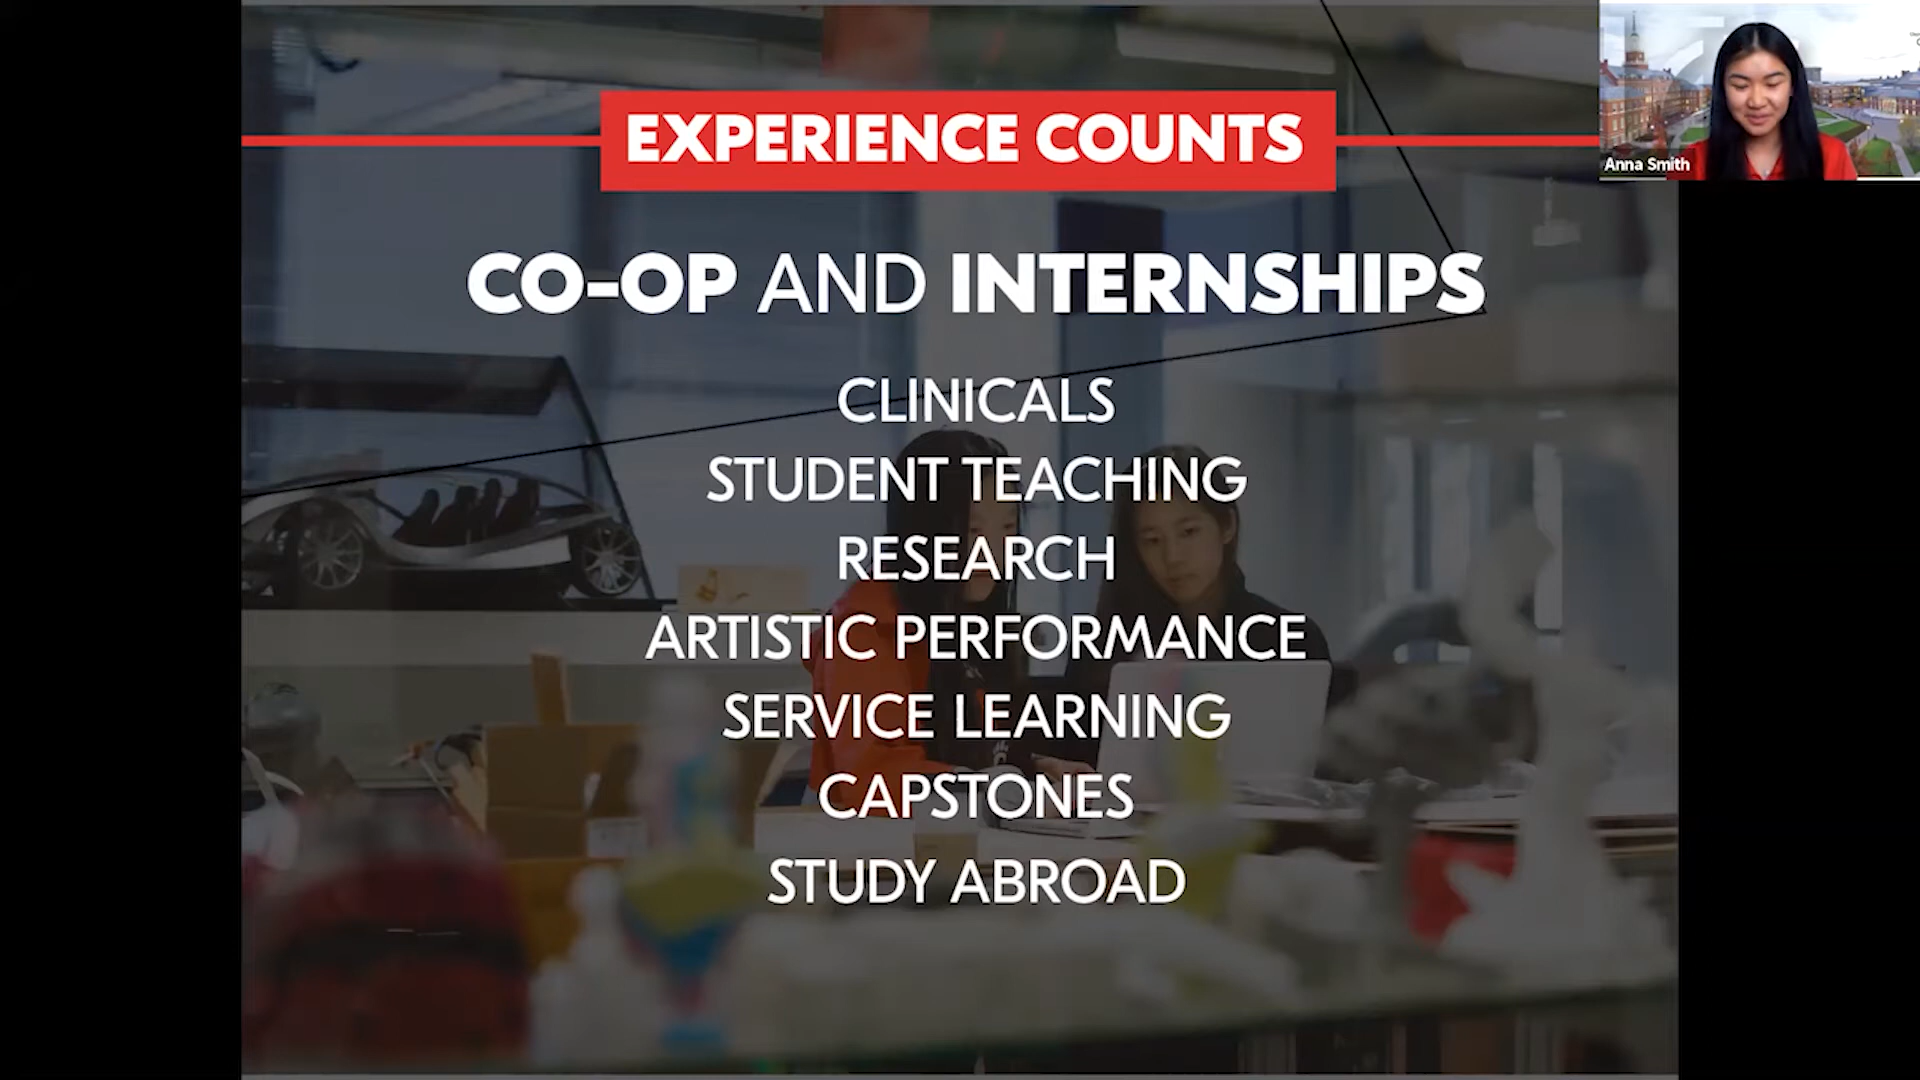 EXPERIENCE COUNTS
Anna Smith
CO-OP AND INTERNSHIPS
CLINICALS
STUDENT TEACHING
RESEARCH
ARTISTIC PERFORMANCE
SERVICE LEARNING
CAPSTONES
STUDY ABROAD